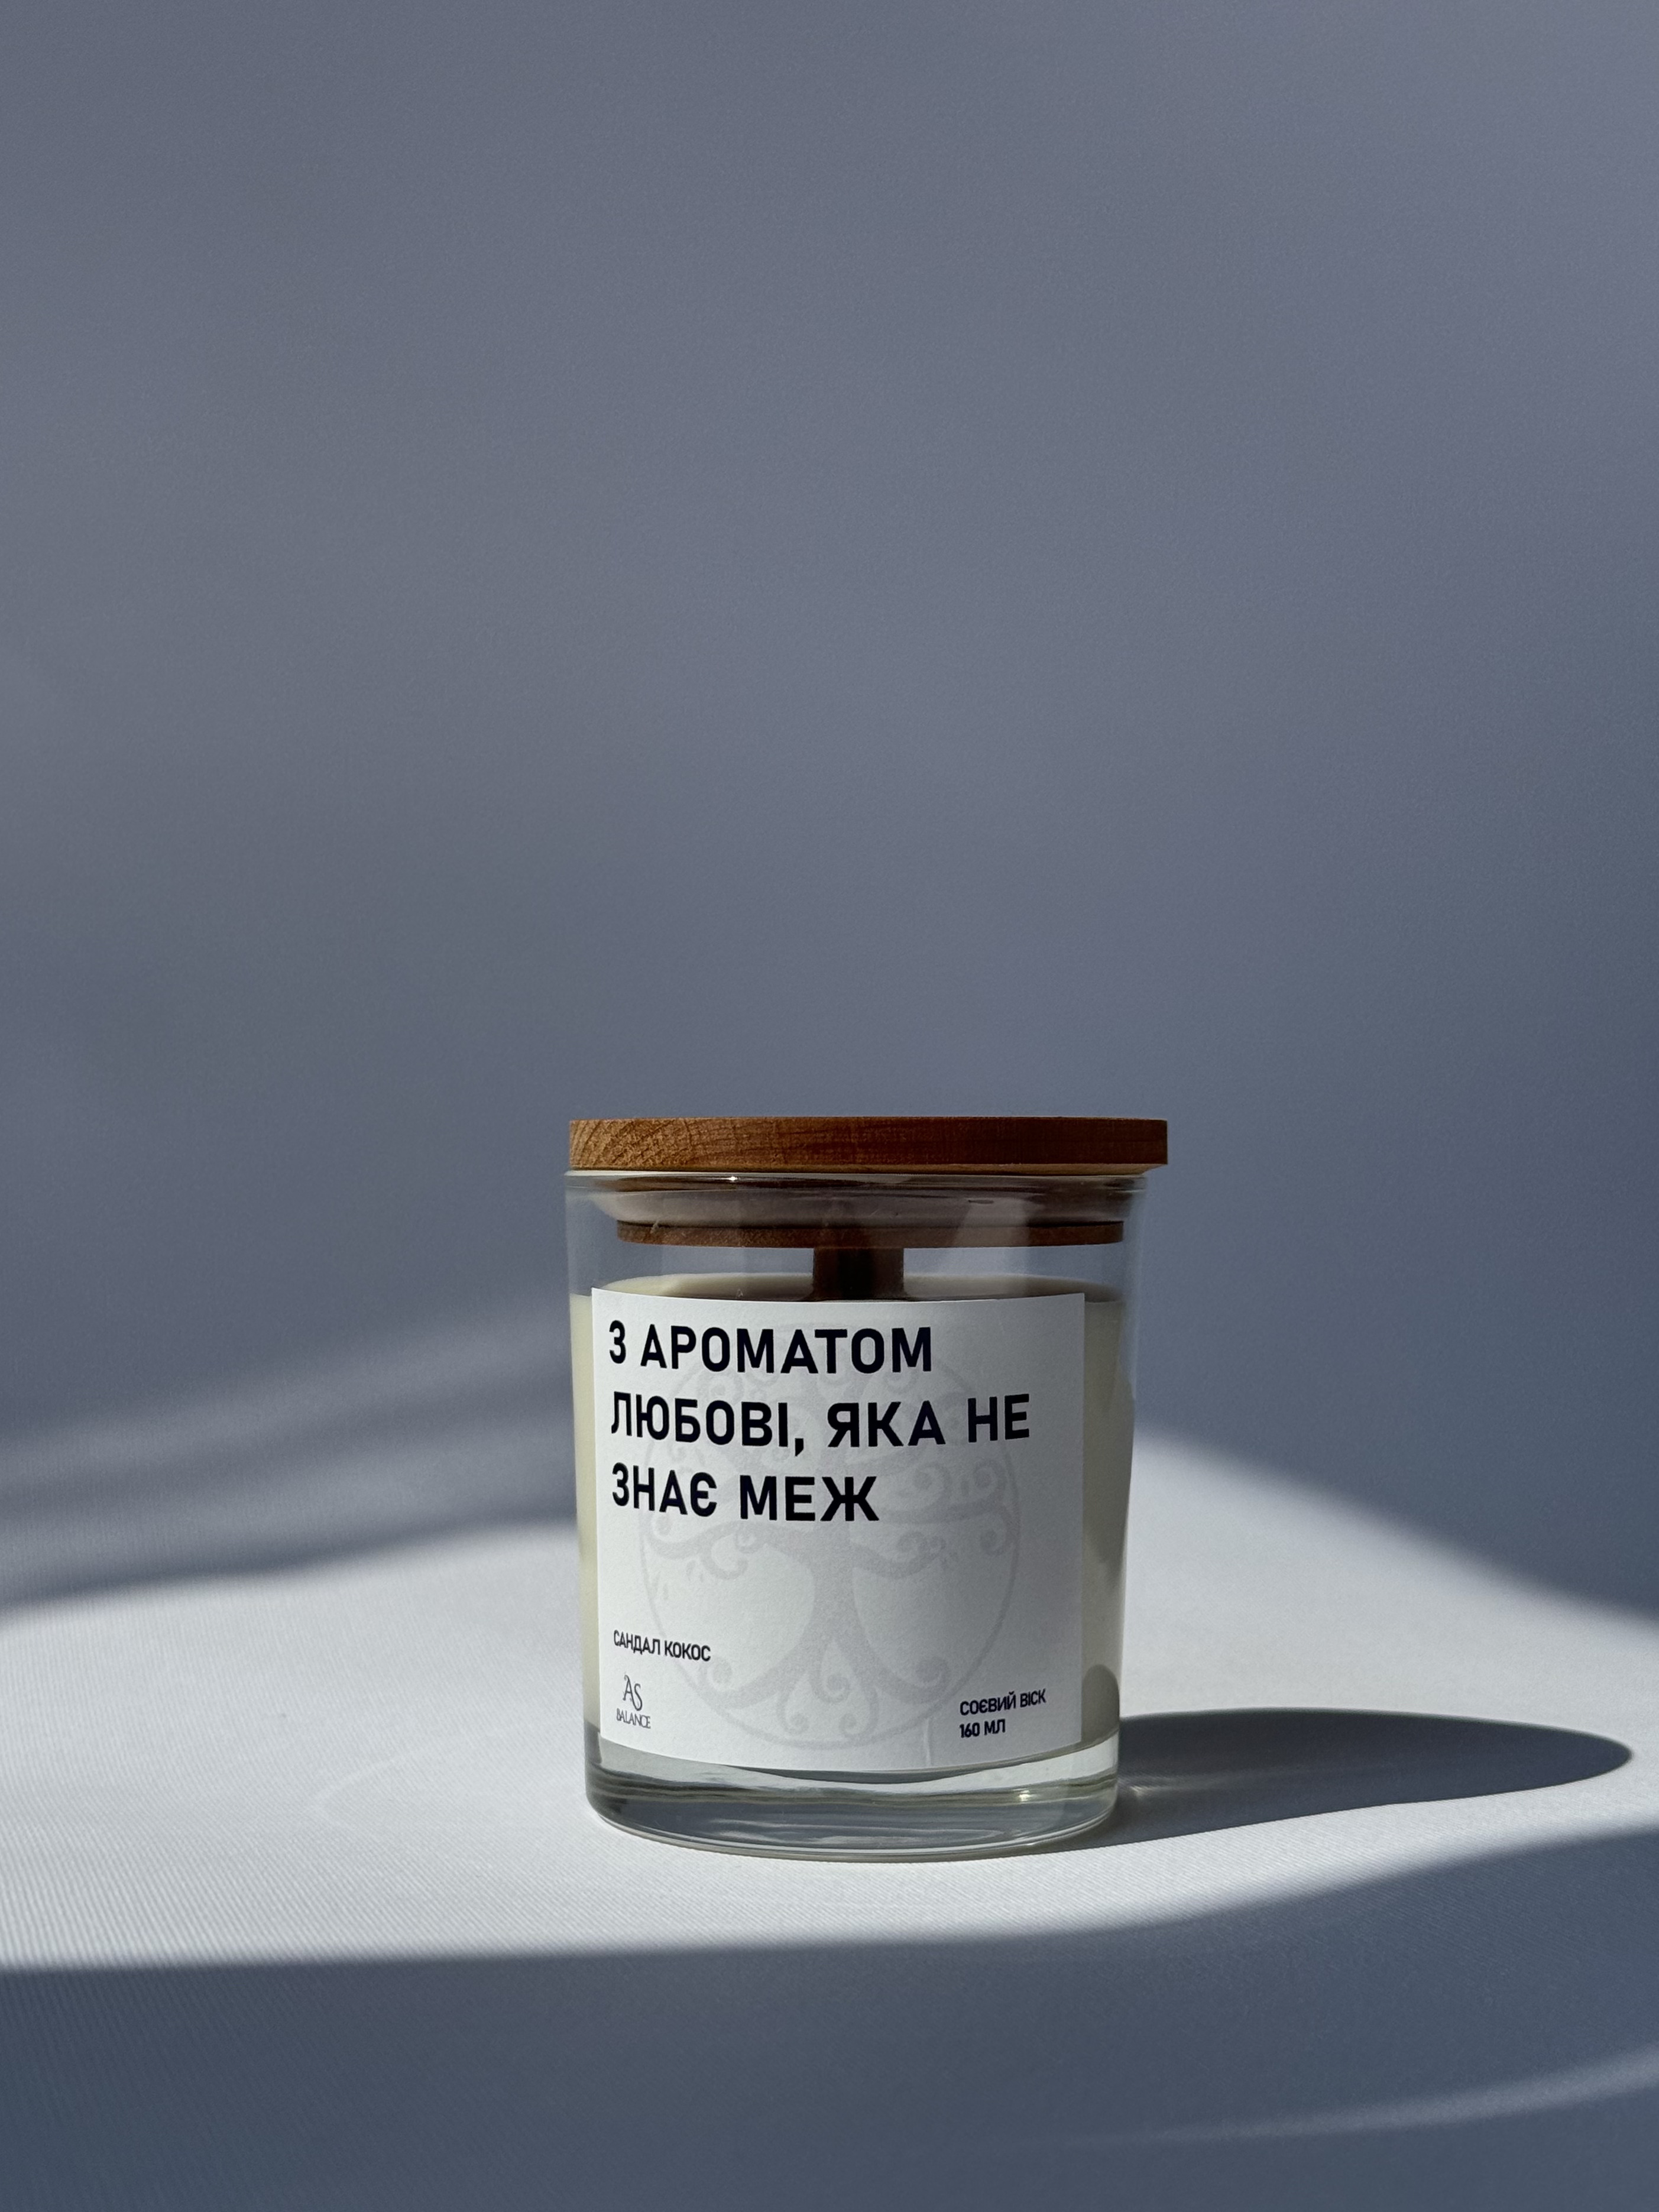 З АРОМАТОМ
ЛЮБОВІ, ЯКА НЕ
ЗНАЄ МЕЖ
САНДАЛ КОКОС
AS
BALANCE
СОЄВИЙ ВІСК
160 МЛ